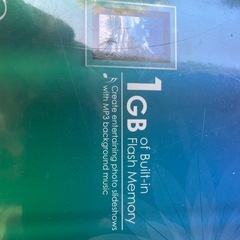 1GB of Built-in
Flash Memory
♪ Create entertaining photo slideshows
with MP3 background music